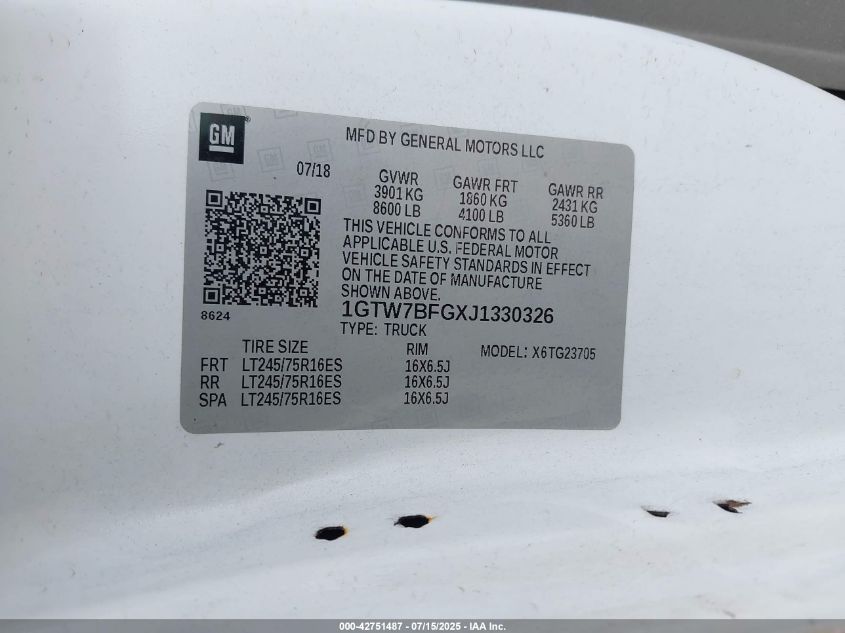 GM®
MFD BY GENERAL MOTORS LLC
07/18
GVWR GAWR FRT GAWR RR
3901 KG 1860 KG 2431 KG
8600 LB 4100 LB 5360 LB
THIS VEHICLE CONFORMS TO ALL
APPLICABLE U.S. FEDERAL MOTOR
VEHICLE SAFETY STANDARDS IN EFFECT
ON THE DATE OF MANUFACTURE
SHOWN ABOVE.
8624
1GTW7BFGXJ1330326
TYPE: TRUCK
TIRE SIZE RIM MODEL: X6TG23705
FRT LT245/75R16ES 16X6.5J
RR LT245/75R16ES 16X6.5J
SPA LT245/75R16ES 16X6.5J
000-42751487 - 07/15/2025 - IAA Inc.